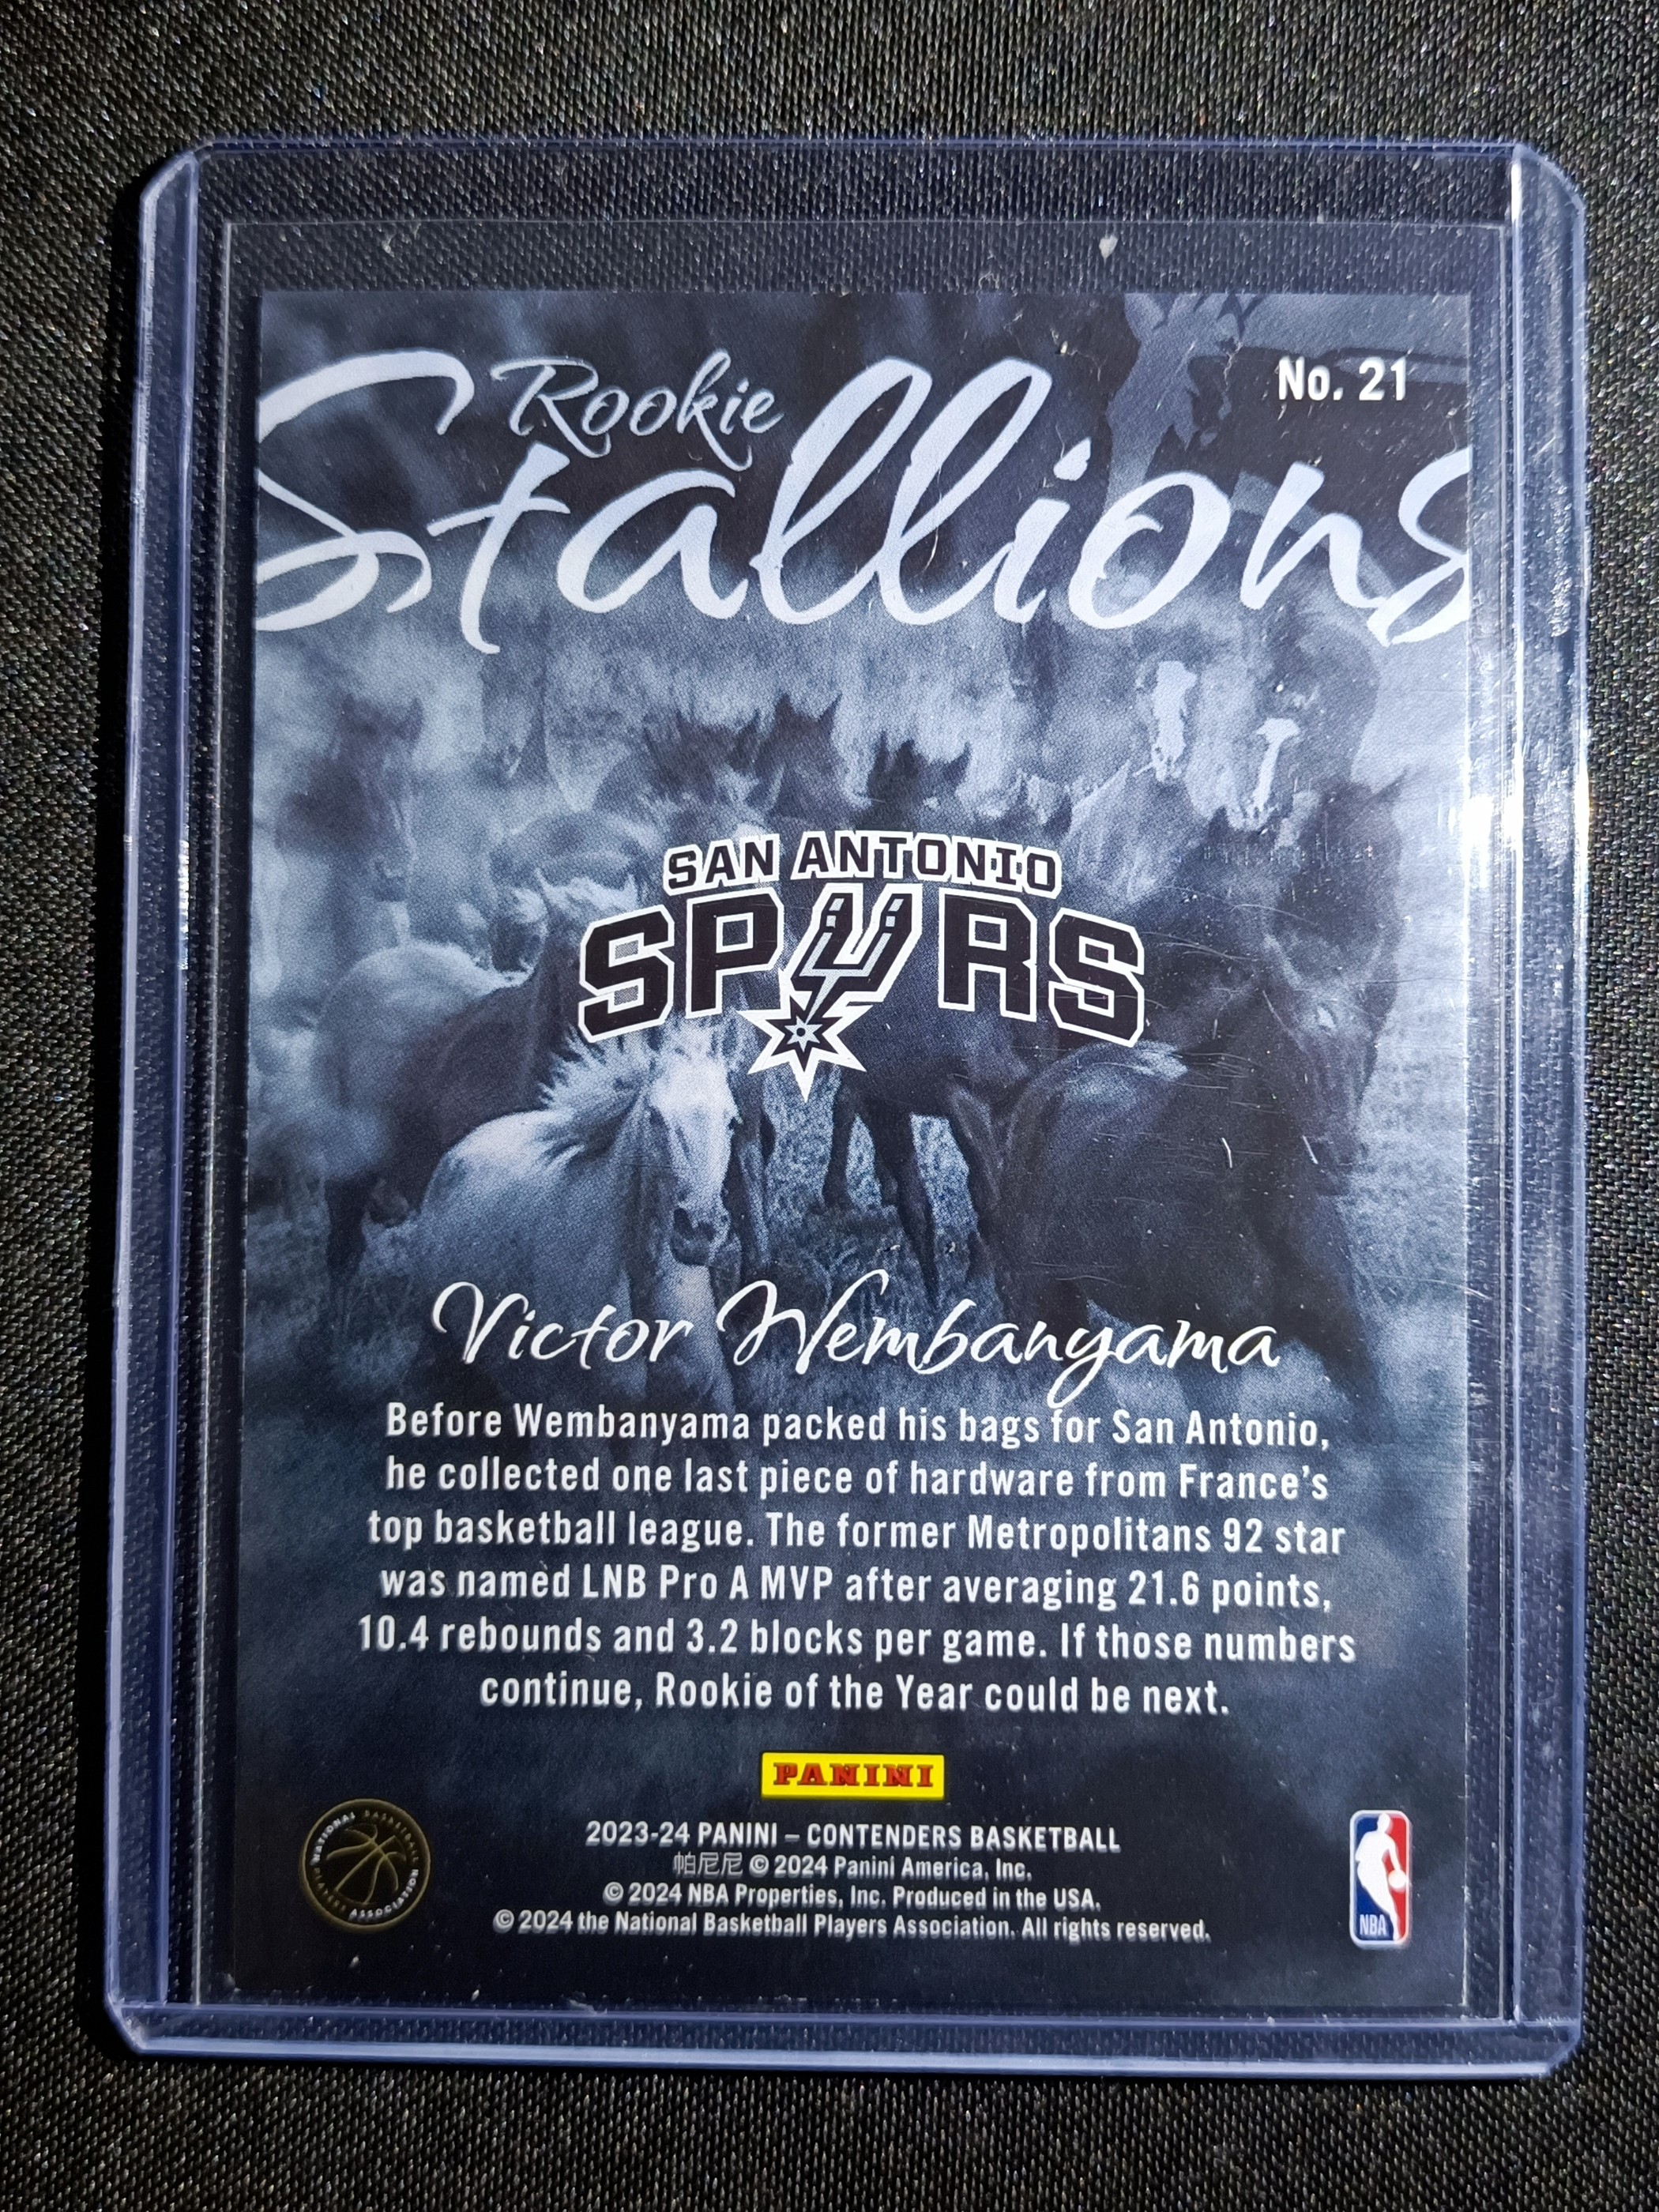 Rookie
No. 21
Stallions
SAN ANTONIO
SPURS
Victor Wembanyama
Before Wembanyama packed his bags for San Antonio,
he collected one last piece of hardware from France's
top basketball league. The former Metropolitans 92 star
was named LNB Pro A MVP after averaging 21.6 points,
10.4 rebounds and 3.2 blocks per game. If those numbers
continue, Rookie of the Year could be next.
PANINI
2023-24 PANINI – CONTENDERS BASKETBALL
帕尼尼 © 2024 Panini America, Inc.
© 2024 NBA Properties, Inc. Produced in the USA.
© 2024 the National Basketball Players Association. All rights reserved.
NATIONAL BASKETBALL
PLAYERS ASSOCIATION
NBA